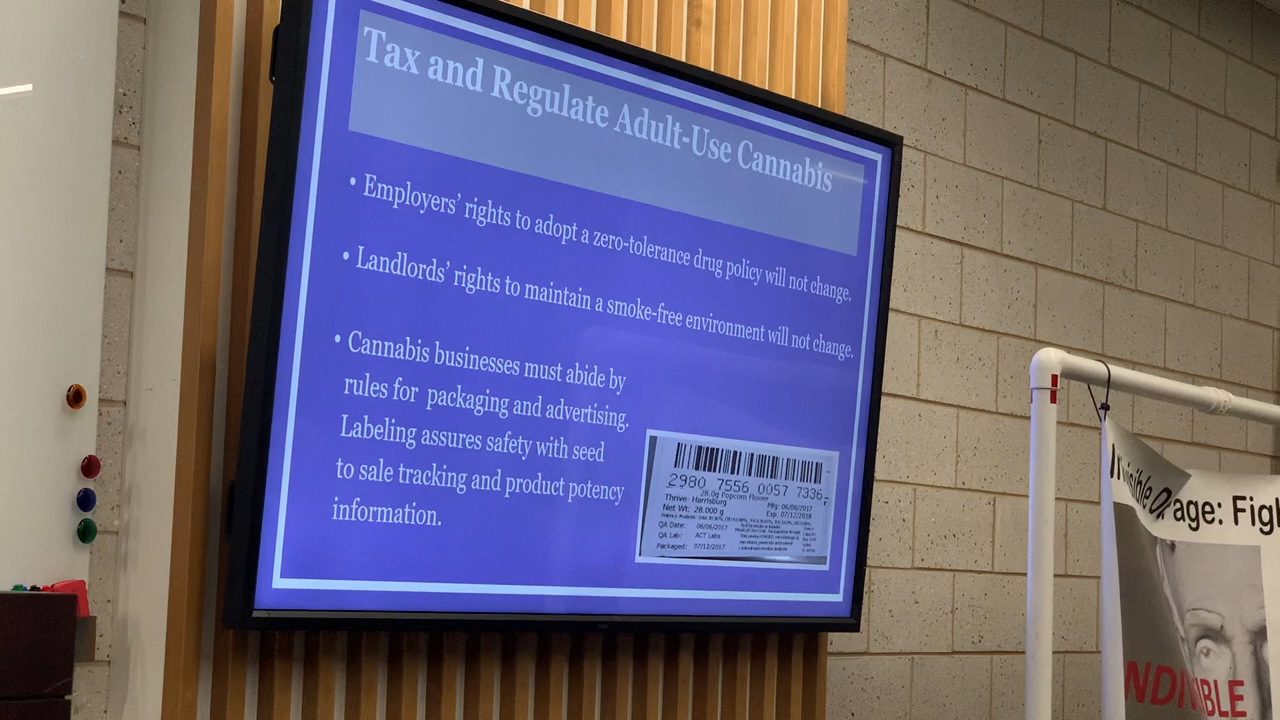 Tax and Regulate Adult-Use Cannabis
• Employers' rights to adopt a zero-tolerance drug policy will not change.
• Landlords' rights to maintain a smoke-free environment will not change.
• Cannabis businesses must abide by
rules for packaging and advertising.
Labeling assures safety with seed
to sale tracking and product potency
information.
2980 7556 0057 7336
28.0g Popcorn Flower
Thrive- Harrisburg
Mfg: 06/06/2017
Net Wt: 28.000 g
Exp: 07/12/2018
QA Date: 06/06/2017
QA Lab: ACT Labs
Packaged: 07/12/2017
age: Figh